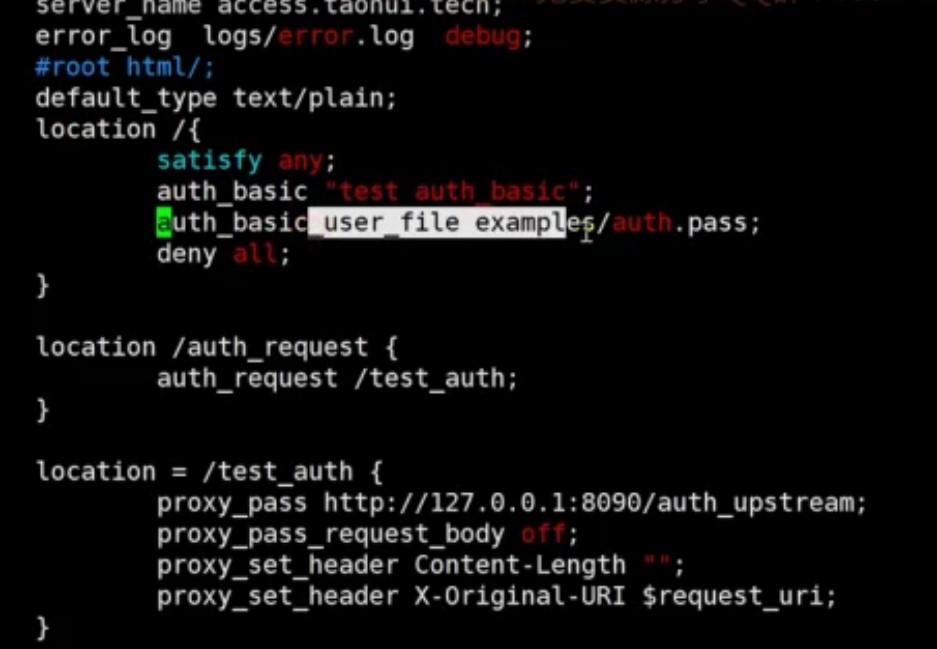 server_name access.taohui.tech;
error_log logs/error.log debug;
#root html/;
default_type text/plain;
location /{
satisfy any;
auth_basic "test auth_basic";
auth_basic_user_file examples/auth.pass;
deny all;
}
location /auth_request {
auth_request /test_auth;
}
location = /test_auth {
proxy_pass http://127.0.0.1:8090/auth_upstream;
proxy_pass_request_body off;
proxy_set_header Content-Length "";
proxy_set_header X-Original-URI $request_uri;
}